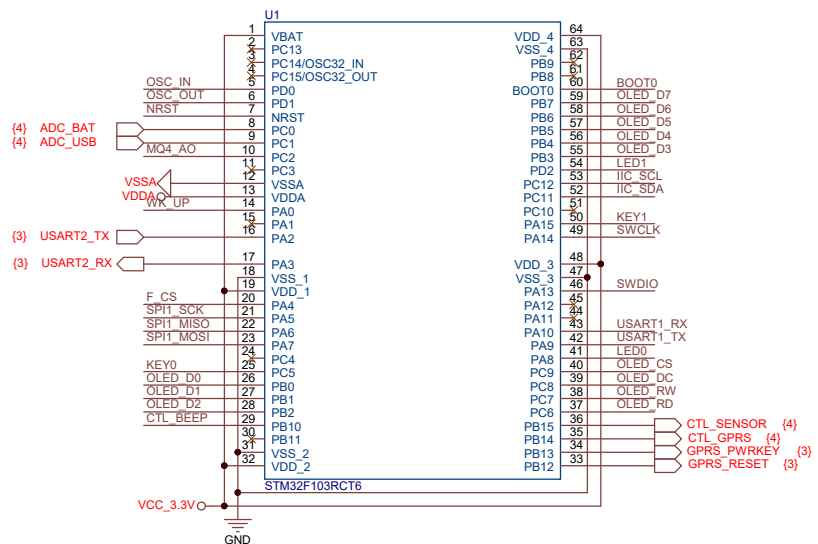 U1
1 VBAT VDD_4 64
2 PC13 VSS_4 63
3 PC14/OSC32_IN PB9 62
4 PC15/OSC32_OUT PB8 61
OSC_IN 5 PD0 BOOT0 60 BOOT0
OSC_OUT 6 PD1 PB7 59 OLED_D7
NRST 7 NRST PB6 58 OLED_D6
{4} ADC_BAT 8 PC0 PB5 57 OLED_D5
{4} ADC_USB 9 PC1 PB4 56 OLED_D4
MQ4_AO 10 PC2 PB3 55 OLED_D3
11 PC3 PD2 54 LED1
VSSA 12 VSSA PC12 53 IIC_SCL
VDDA 13 VDDA PC11 52 IIC_SDA
WK_UP 14 PA0 PC10 51
15 PA1 PA15 50 KEY1
{3} USART2_TX 16 PA2 PA14 49 SWCLK
{3} USART2_RX 17 PA3 VDD_3 48
18 VSS_1 VSS_3 47
19 VDD_1 PA13 46 SWDIO
F_CS 20 PA4 PA12 45
SPI1_SCK 21 PA5 PA11 44
SPI1_MISO 22 PA6 PA10 43 USART1_RX
SPI1_MOSI 23 PA7 PA9 42 USART1_TX
24 PC4 PA8 41 LED0
KEY0 25 PC5 PC9 40 OLED_CS
OLED_D0 26 PB0 PC8 39 OLED_DC
OLED_D1 27 PB1 PC7 38 OLED_RW
OLED_D2 28 PB2 PC6 37 OLED_RD
CTL_BEEP 29 PB10 PB15 36 CTL_SENSOR {4}
30 PB11 PB14 35 CTL_GPRS {4}
31 VSS_2 PB13 34 GPRS_PWRKEY {3}
32 VDD_2 PB12 33 GPRS_RESET {3}
STM32F103RCT6
VCC_3.3V
GND